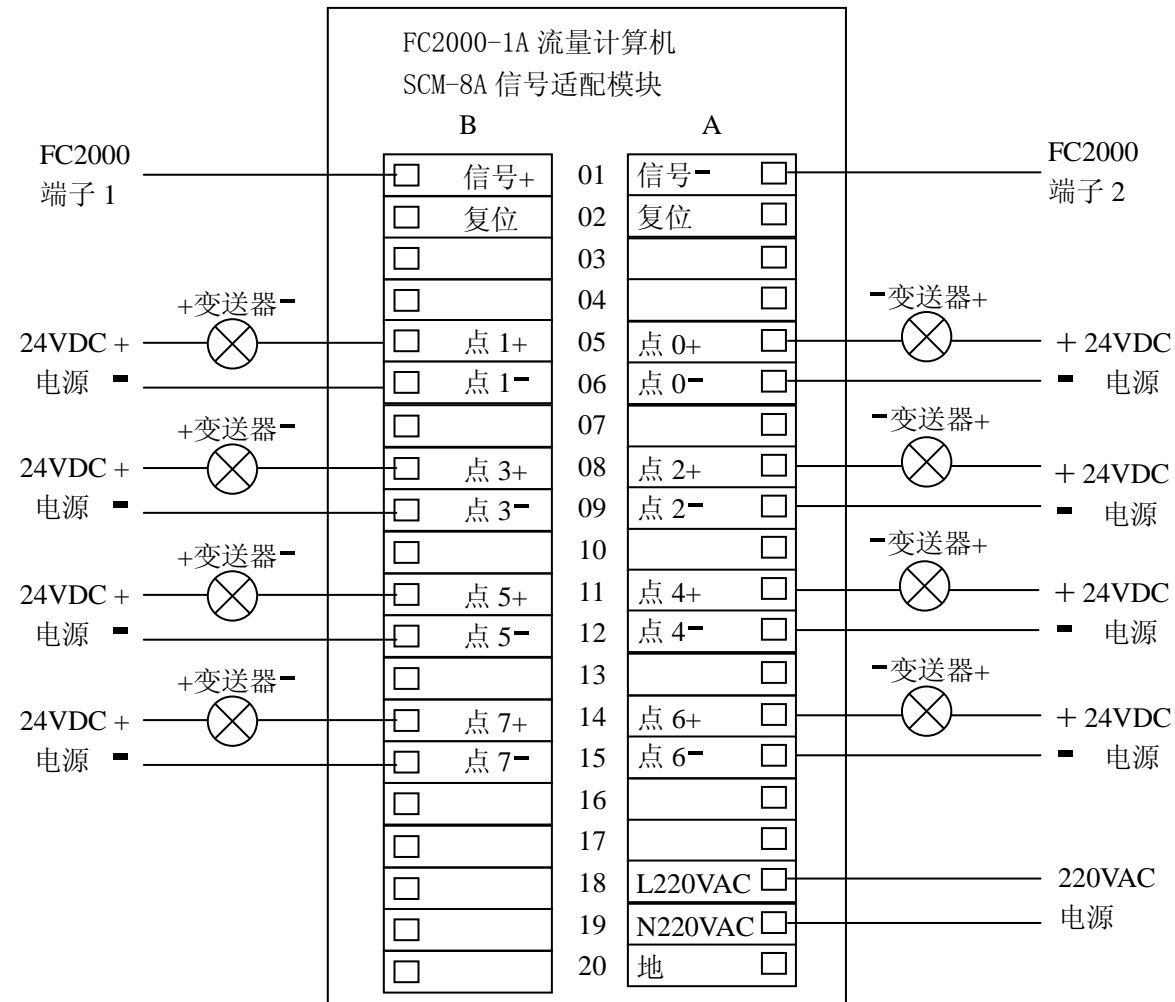 FC2000-1A 流量计算机
SCM-8A 信号适配模块
B A
FC2000
端子 1
FC2000
端子 2
信号+ 01 信号-
复位 02 复位
03
04
+变送器-
-变送器+
24VDC + 点 1+ 05 点 0+ + 24VDC
电源 - 点 1- 06 点 0- - 电源
07
+变送器-
-变送器+
24VDC + 点 3+ 08 点 2+ + 24VDC
电源 - 点 3- 09 点 2- - 电源
10
+变送器-
-变送器+
24VDC + 点 5+ 11 点 4+ + 24VDC
电源 - 点 5- 12 点 4- - 电源
13
+变送器-
-变送器+
24VDC + 点 7+ 14 点 6+ + 24VDC
电源 - 点 7- 15 点 6- - 电源
16
17
18 L220VAC 220VAC
19 N220VAC 电源
20 地